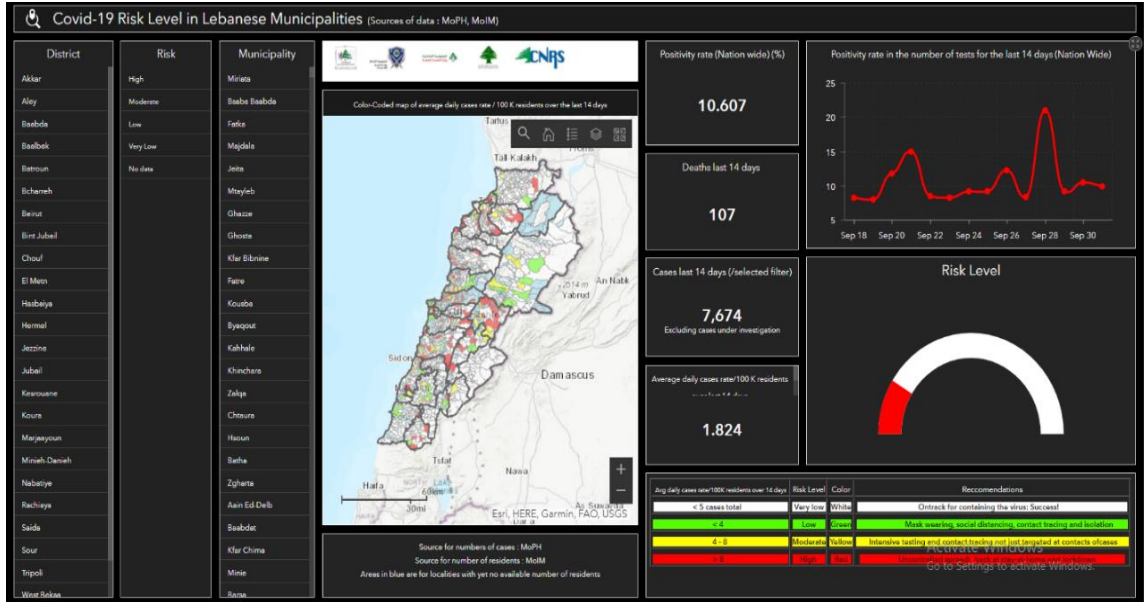 Covid-19 Risk Level in Lebanese Municipalities (Sources of data : MoPH, MoIM)
District
Akkar
Aley
Baabda
Baalbek
Batroun
Bcharreh
Beirut
Bint Jubail
Chouf
El Metn
Hasbaiya
Hermel
Jezzine
Jubail
Kesrouane
Koura
Marjaayoun
Minieh-Danieh
Nabatiye
Rachiaya
Saida
Sour
Tripoli
West Bekaa
Risk
High
Moderate
Low
Very Low
No data
Municipality
Miriata
Baabda
Majdala
Jeita
Mtayleb
Ghazze
Ghosta
Kfar Bibnine
Fatre
Kousba
Byaqout
Kahhale
Khinchara
Zalqa
Chtaura
Hsoun
Batha
Zgharta
Aain Ed-Delb
Baabdat
Kfar Chima
Minie
CNRS
Color-Coded map of average daily cases rate / 100 K residents over the last 14 days
Tartus
Tall Kalakh
An Nabk
Yabrud
Sidon
Damascus
Tsfat
Nawa
Haifa
As Suwayda
60km
30mi
Esri, HERE, Garmin, FAO, USGS
+
−
Source for numbers of cases : MoPH
Source for number of residents : MoIM
Areas in blue are for localities with yet no available number of residents
Positivity rate (Nation wide) (%)
10.607
Deaths last 14 days
107
Cases last 14 days (/selected filter)
7,674
Excluding cases under investigation
Average daily cases rate/100 K residents
1.824
Positivity rate in the number of tests for the last 14 days (Nation Wide)
25
20
15
10
5
Sep 18 Sep 20 Sep 22 Sep 24 Sep 26 Sep 28 Sep 30
Risk Level
Avg daily cases rate/100K residents over 14 days Risk Level Color Reccomendations
< 5 cases total Very low White Ontrack for containing the virus: Success!
< 4 Low Green Mask wearing, social distancing, contact tracing and isolation
4 - 8 Moderate Yellow Intensive testing and contact tracing not just targeted at contacts ofcases
> 8 High Red
Activate Windows
Go to Settings to activate Windows.